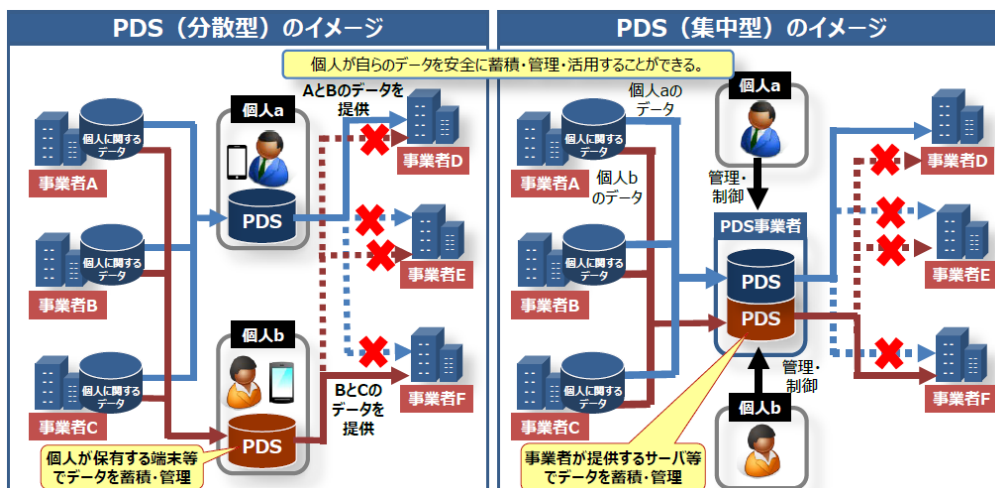 PDS（分散型）のイメージ
PDS（集中型）のイメージ
個人が自らのデータを安全に蓄積・管理・活用することができる。
個人に関する
データ
事業者A
個人に関する
データ
事業者B
個人に関する
データ
事業者C
個人a
PDS
AとBのデータを
提供
個人b
PDS
BとCの
データを
提供
個人が保有する端末等
でデータを蓄積・管理
事業者D
事業者E
事業者F
個人に関する
データ
事業者A
個人に関する
データ
事業者B
個人に関する
データ
事業者C
個人aの
データ
個人b
のデータ
個人a
管理・
制御
PDS事業者
PDS
PDS
管理・
制御
個人b
事業者が提供するサーバ等
でデータを蓄積・管理
事業者D
事業者E
事業者F